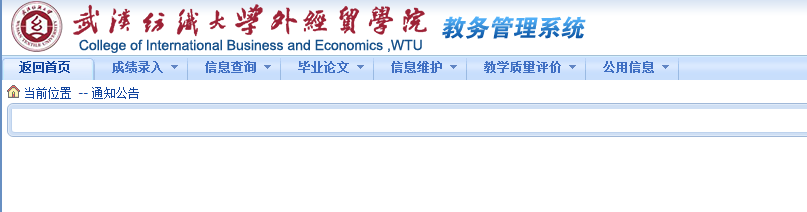 武漢紡織大學外經貿學院 教务管理系统
College of International Business and Economics ,WTU
返回首页 成绩录入 信息查询 毕业论文 信息维护 教学质量评价 公用信息
当前位置 -- 通知公告